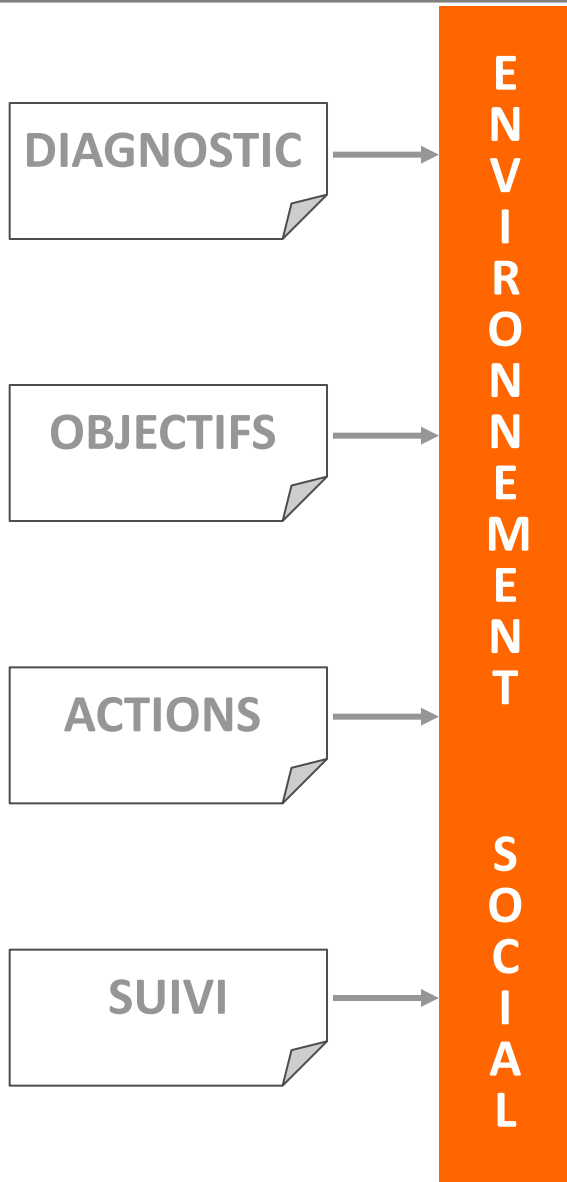 DIAGNOSTIC
OBJECTIFS
ACTIONS
SUIVI
ENVIRONNEMENT SOCIAL